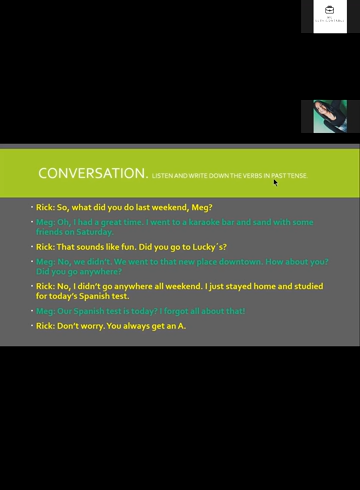 CONVERSATION. LISTEN AND WRITE DOWN THE VERBS IN PAST TENSE.
• Rick: So, what did you do last weekend, Meg?
• Meg: Oh, I had a great time. I went to a karaoke bar and sand with some
friends on Saturday.
• Rick: That sounds like fun. Did you go to Lucky´s?
• Meg: No, we didn't. We went to that new place downtown. How about you?
Did you go anywhere?
• Rick: No, I didn't go anywhere all weekend. I just stayed home and studied
for today's Spanish test.
• Meg: Our Spanish test is today? I forgot all about that!
• Rick: Don't worry. You always get an A.